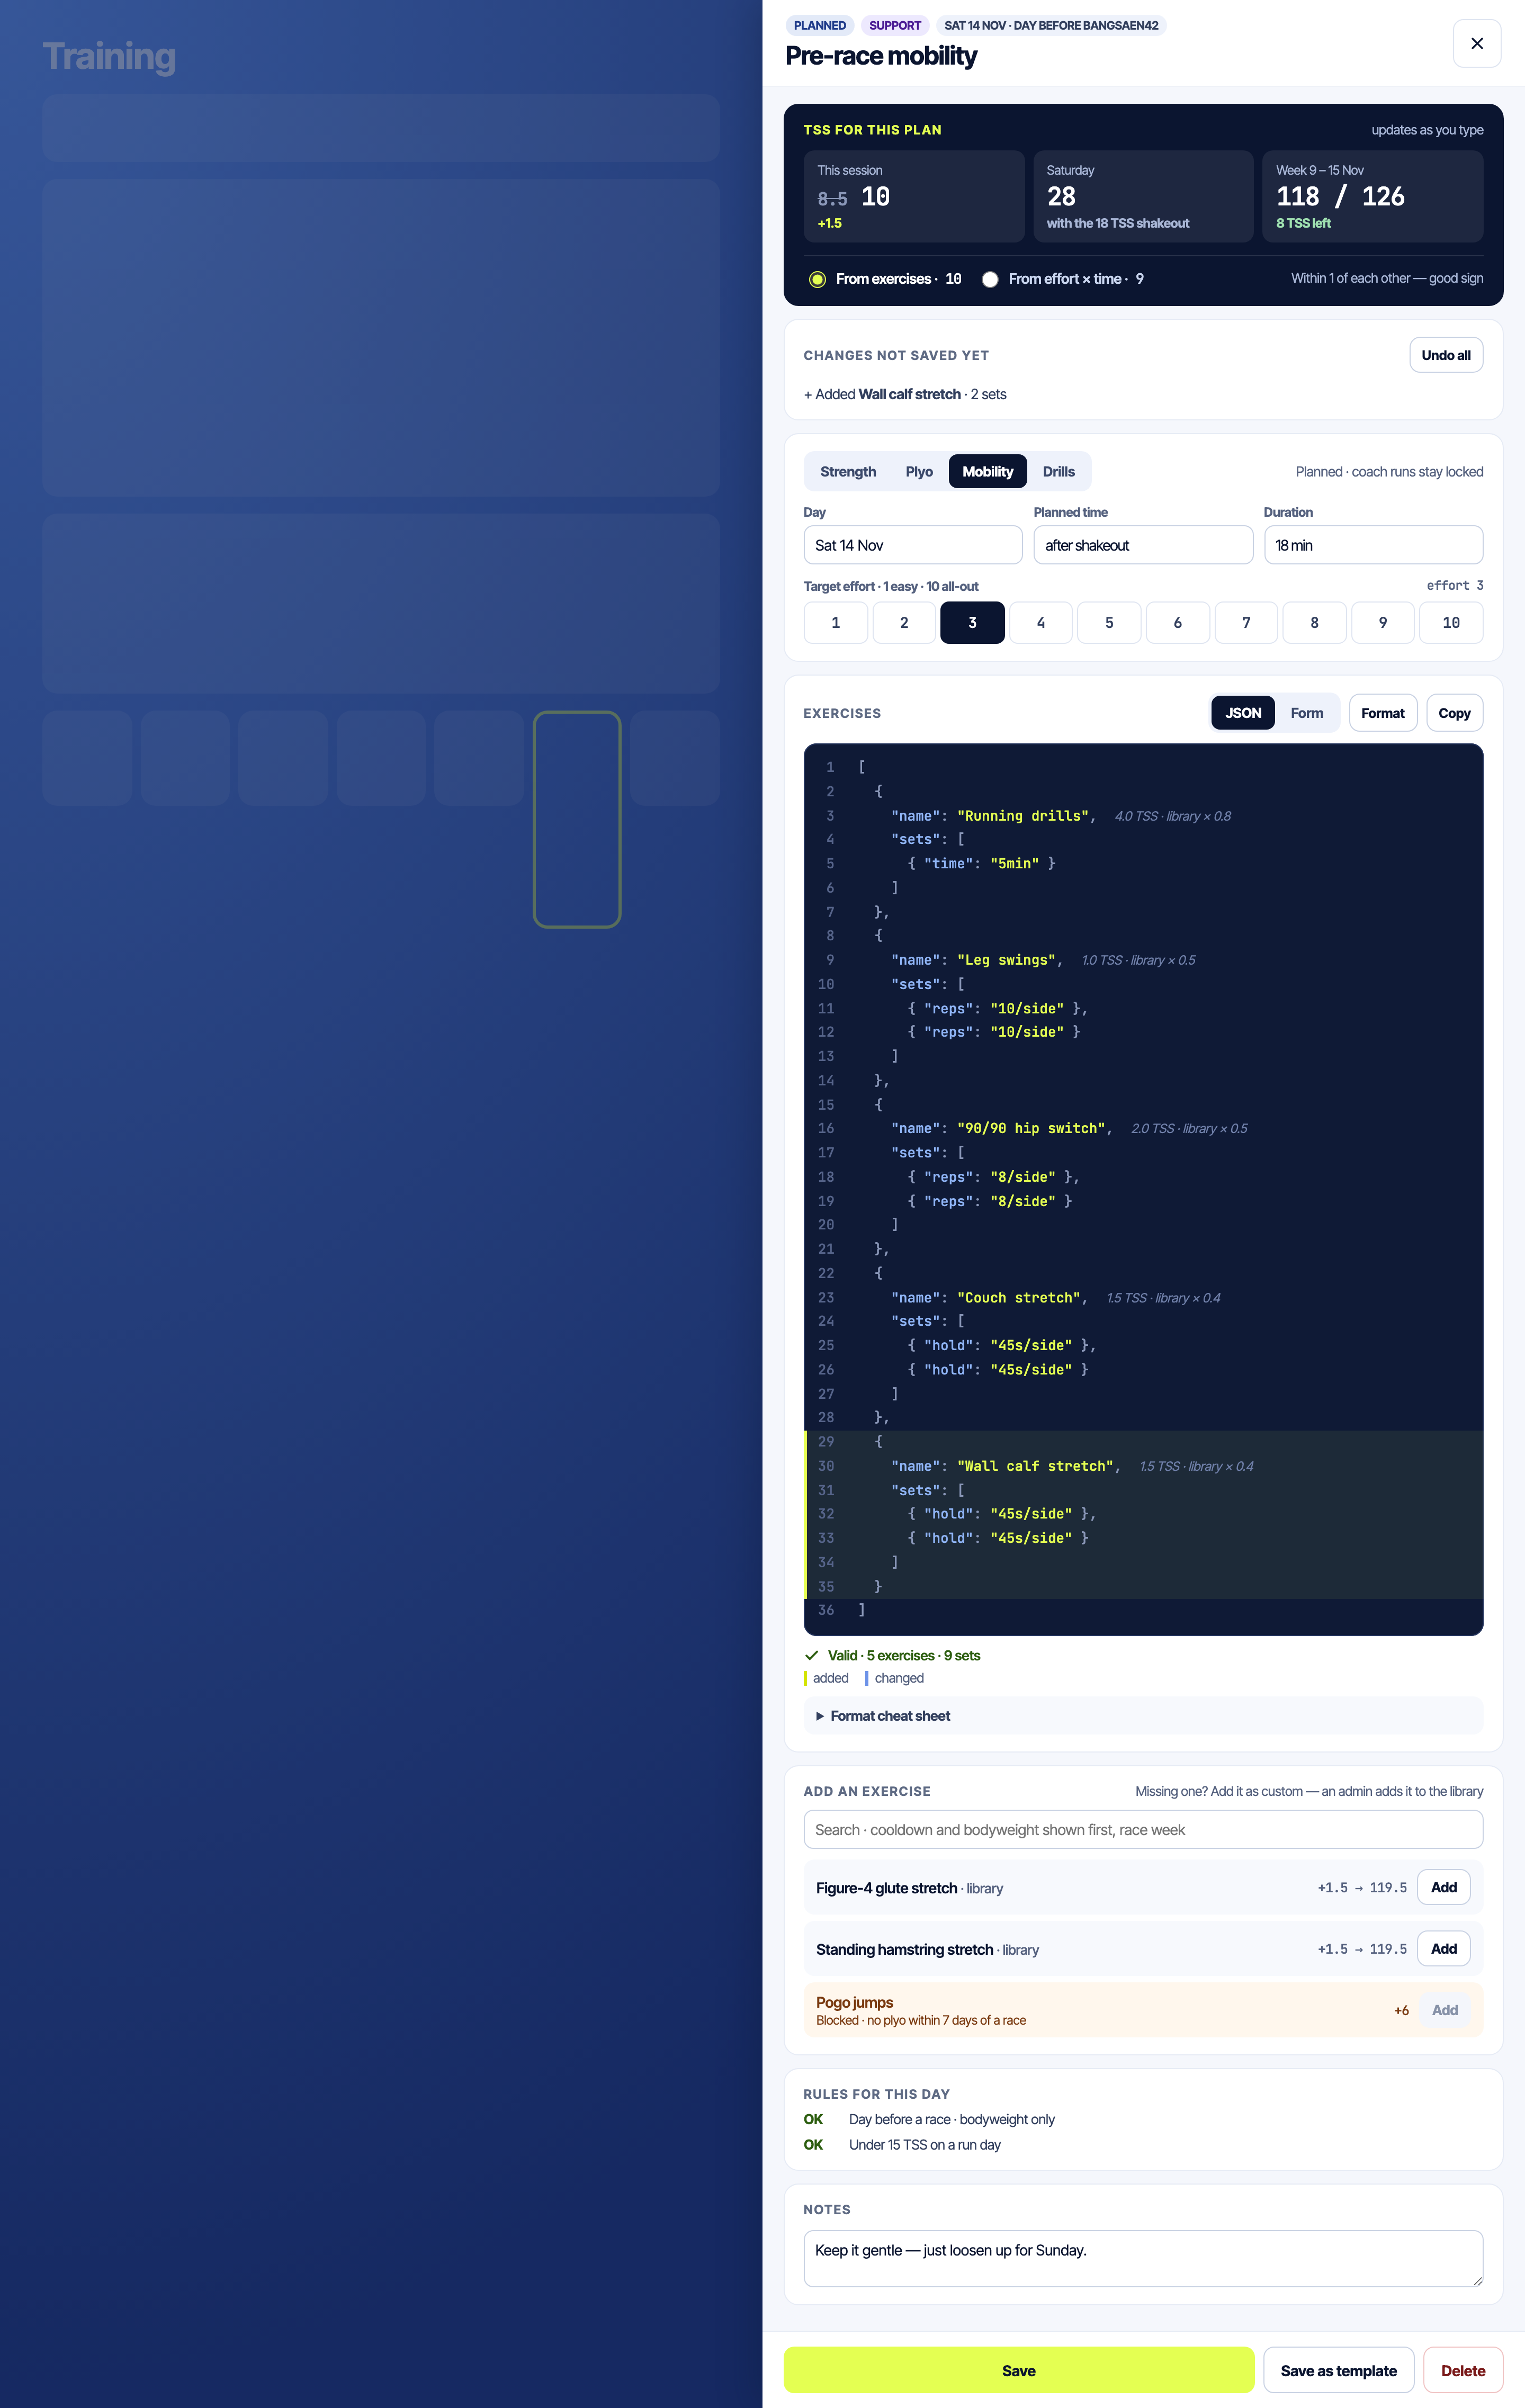 Training
PLANNED SUPPORT SAT 14 NOV · DAY BEFORE BANGSAEN42
Pre-race mobility
TSS FOR THIS PLAN updates as you type
This session Saturday Week 9 – 15 Nov
8.5 10 28 118 / 126
+1.5 with the 18 TSS shakeout 8 TSS left
From exercises · 10 From effort × time · 9 Within 1 of each other — good sign
CHANGES NOT SAVED YET Undo all
+ Added Wall calf stretch · 2 sets
Strength Plyo Mobility Drills Planned · coach runs stay locked
Day Planned time Duration
Sat 14 Nov after shakeout 18 min
Target effort · 1 easy · 10 all-out effort 3
1 2 3 4 5 6 7 8 9 10
EXERCISES JSON Form Format Copy
1 [
2 {
3 "name": "Running drills", 4.0 TSS · library × 0.8
4 "sets": [
5 { "time": "5min" }
6 ]
7 },
8 {
9 "name": "Leg swings", 1.0 TSS · library × 0.5
10 "sets": [
11 { "reps": "10/side" },
12 { "reps": "10/side" }
13 ]
14 },
15 {
16 "name": "90/90 hip switch", 2.0 TSS · library × 0.5
17 "sets": [
18 { "reps": "8/side" },
19 { "reps": "8/side" }
20 ]
21 },
22 {
23 "name": "Couch stretch", 1.5 TSS · library × 0.4
24 "sets": [
25 { "hold": "45s/side" },
26 { "hold": "45s/side" }
27 ]
28 },
29 {
30 "name": "Wall calf stretch", 1.5 TSS · library × 0.4
31 "sets": [
32 { "hold": "45s/side" },
33 { "hold": "45s/side" }
34 ]
35 }
36 ]
Valid · 5 exercises · 9 sets
added changed
Format cheat sheet
ADD AN EXERCISE Missing one? Add it as custom — an admin adds it to the library
Search · cooldown and bodyweight shown first, race week
Figure-4 glute stretch · library +1.5 → 119.5 Add
Standing hamstring stretch · library +1.5 → 119.5 Add
Pogo jumps +6 Add
Blocked · no plyo within 7 days of a race
RULES FOR THIS DAY
OK Day before a race · bodyweight only
OK Under 15 TSS on a run day
NOTES
Keep it gentle — just loosen up for Sunday.
Save Save as template Delete